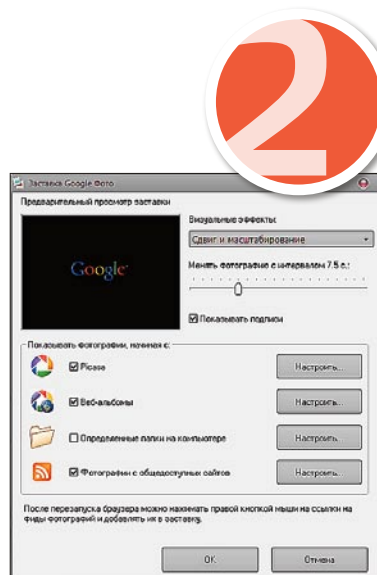 2
Заставка Google Фото
Предварительный просмотр заставки
Визуальные эффекты:
Сдвиг и масштабирование
Google
Менять фотографию с интервалом 7.5 с.:
Показывать подписи
Показывать фотографии, начиная с:
Picasa
Настроить...
Веб-альбомы
Настроить...
Определенные папки на компьютере
Настроить...
Фотографии с общедоступных сайтов
Настроить...
После перезапуска браузера можно нажимать правой кнопкой мыши на ссылки на
фиды фотографий и добавлять их в заставку.
OK
Отмена